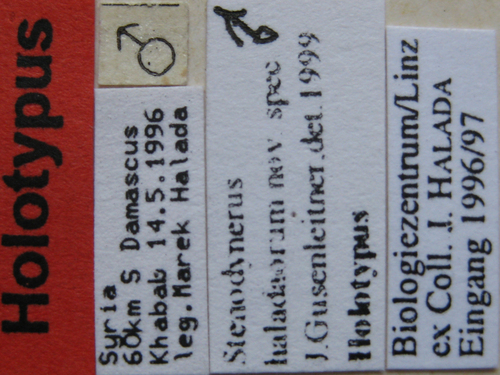 Holotypus
♂
Syria
60km S Damascus
Khabab 14.5.1996
leg.Marek Halada
♂
Stenodynerus
haladaorum nov. spec
J.Gusenleitner det. 1999
Holotypus
Biologiezentrum/Linz
ex Coll. J. HALADA
Eingang 1996/97